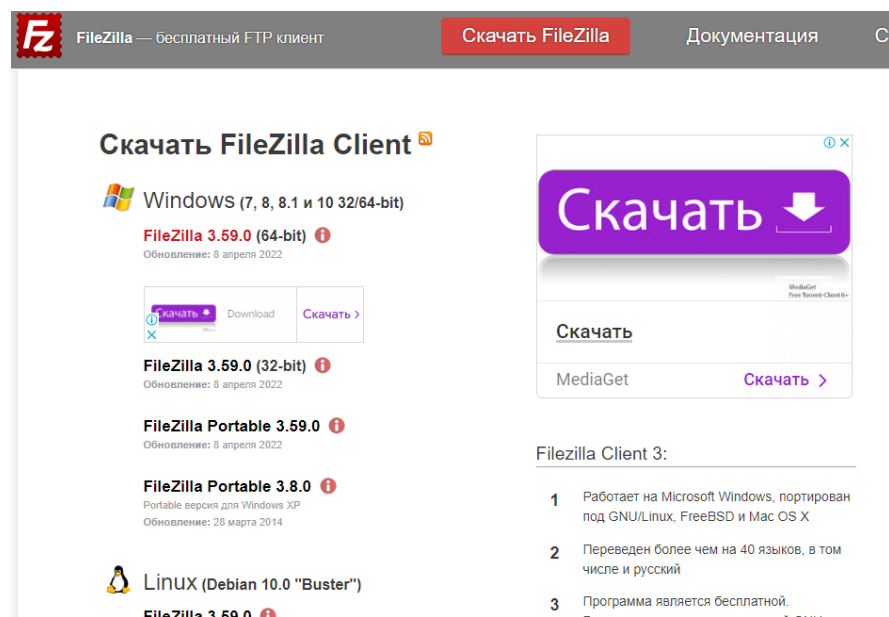 Fz
FileZilla — бесплатный FTP клиент
Скачать FileZilla
Документация
С
Скачать FileZilla Client
Windows (7, 8, 8.1 и 10 32/64-bit)
FileZilla 3.59.0 (64-bit)
Обновление: 8 апреля 2022
Скачать
Download
Скачать >
FileZilla 3.59.0 (32-bit)
Обновление: 8 апреля 2022
FileZilla Portable 3.59.0
Обновление: 8 апреля 2022
FileZilla Portable 3.8.0
Portable версия для Windows XP
Обновление: 28 марта 2014
Linux (Debian 10.0 "Buster")
FileZilla 3.59.0
Скачать
MediaGet
Free Torrent-Client 6+
Скачать
MediaGet
Скачать >
Filezilla Client 3:
1 Работает на Microsoft Windows, портирован
под GNU/Linux, FreeBSD и Mac OS X
2 Переведен более чем на 40 языков, в том
числе и русский
3 Программа является бесплатной.